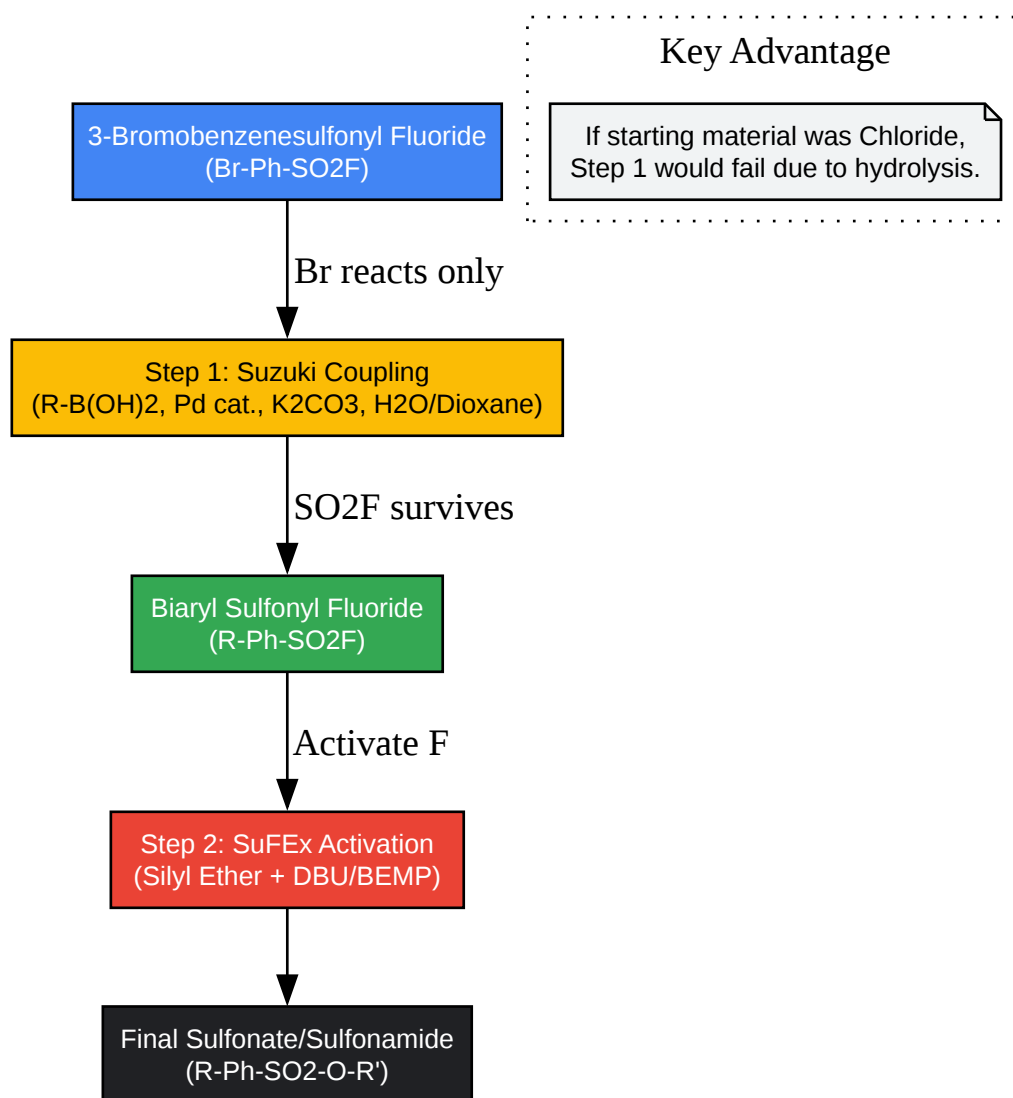 Key Advantage
3-Bromobenzenesulfonyl Fluoride
(Br-Ph-SO2F)
If starting material was Chloride,
Step 1 would fail due to hydrolysis.
Br reacts only
Step 1: Suzuki Coupling
(R-B(OH)2, Pd cat., K2CO3, H2O/Dioxane)
SO2F survives
Biaryl Sulfonyl Fluoride
(R-Ph-SO2F)
Activate F
Step 2: SuFEx Activation
(Silyl Ether + DBU/BEMP)
Final Sulfonate/Sulfonamide
(R-Ph-SO2-O-R')